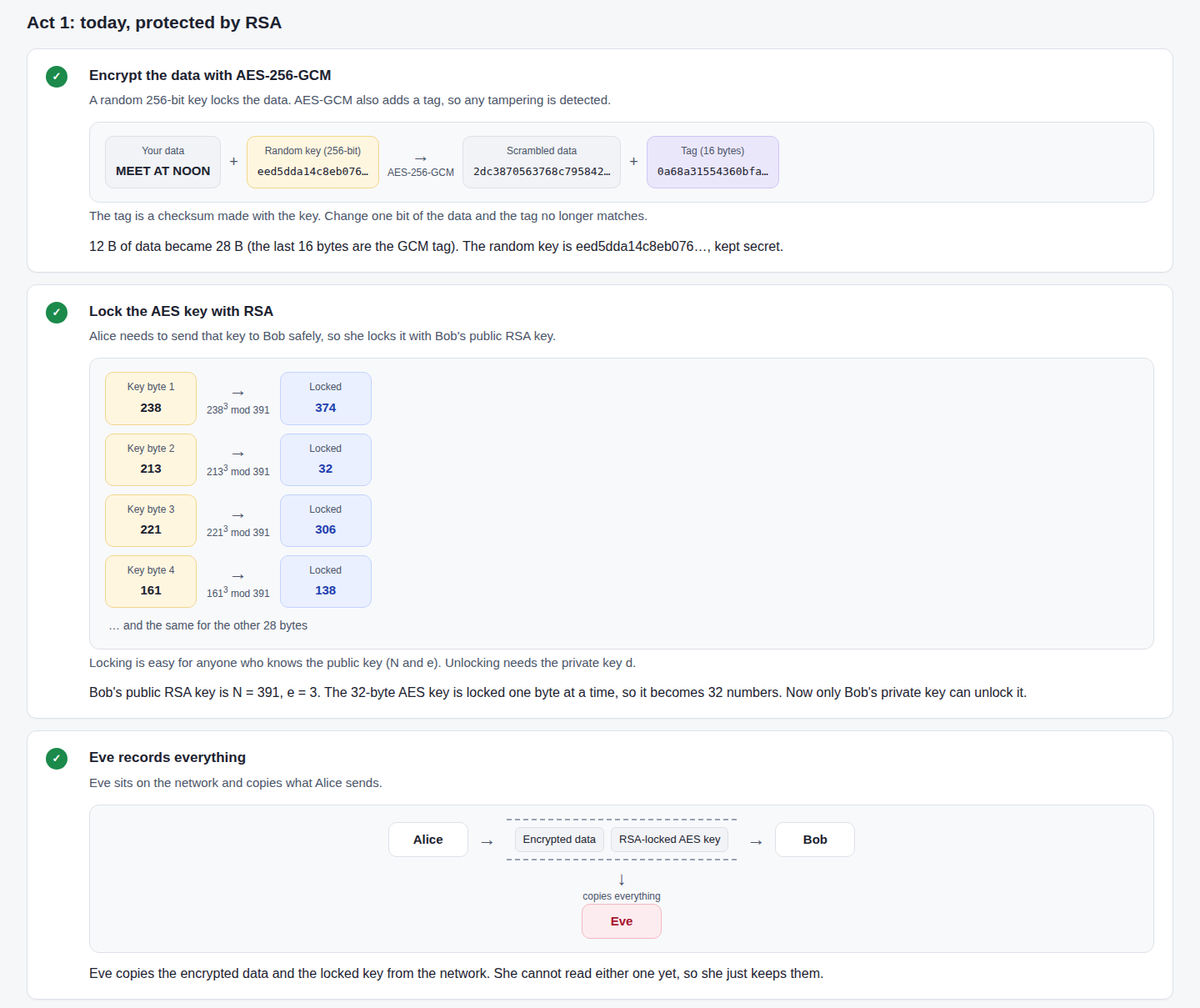 Act 1: today, protected by RSA
✓
Encrypt the data with AES-256-GCM
A random 256-bit key locks the data. AES-GCM also adds a tag, so any tampering is detected.
Your data
MEET AT NOON
+
Random key (256-bit)
eed5dda14c8eb076…
→
AES-256-GCM
Scrambled data
2dc3870563768c795842…
+
Tag (16 bytes)
0a68a31554360bfa…
The tag is a checksum made with the key. Change one bit of the data and the tag no longer matches.
12 B of data became 28 B (the last 16 bytes are the GCM tag). The random key is eed5dda14c8eb076…, kept secret.
✓
Lock the AES key with RSA
Alice needs to send that key to Bob safely, so she locks it with Bob's public RSA key.
Key byte 1
238
→
238³ mod 391
Locked
374
Key byte 2
213
→
213³ mod 391
Locked
32
Key byte 3
221
→
221³ mod 391
Locked
306
Key byte 4
161
→
161³ mod 391
Locked
138
… and the same for the other 28 bytes
Locking is easy for anyone who knows the public key (N and e). Unlocking needs the private key d.
Bob's public RSA key is N = 391, e = 3. The 32-byte AES key is locked one byte at a time, so it becomes 32 numbers. Now only Bob's private key can unlock it.
✓
Eve records everything
Eve sits on the network and copies what Alice sends.
Alice
→
Encrypted data
RSA-locked AES key
→
Bob
↓
copies everything
Eve
Eve copies the encrypted data and the locked key from the network. She cannot read either one yet, so she just keeps them.